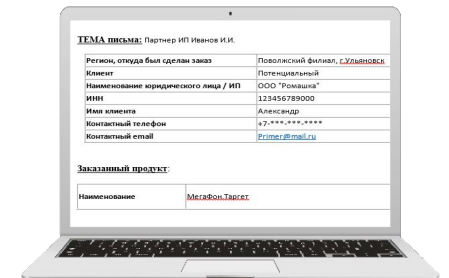 ТЕМА письма: Партнер ИП Иванов И.И.
Регион, откуда был сделан заказ Поволжский филиал, г.Ульяновск
Клиент Потенциальный
Наименование юридического лица / ИП ООО "Ромашка"
ИНН 123456789000
Имя клиента Александр
Контактный телефон +7-***-***-****
Контактный email Primer@mail.ru
Заказанный продукт:
Наименование МегаФон.Таргет